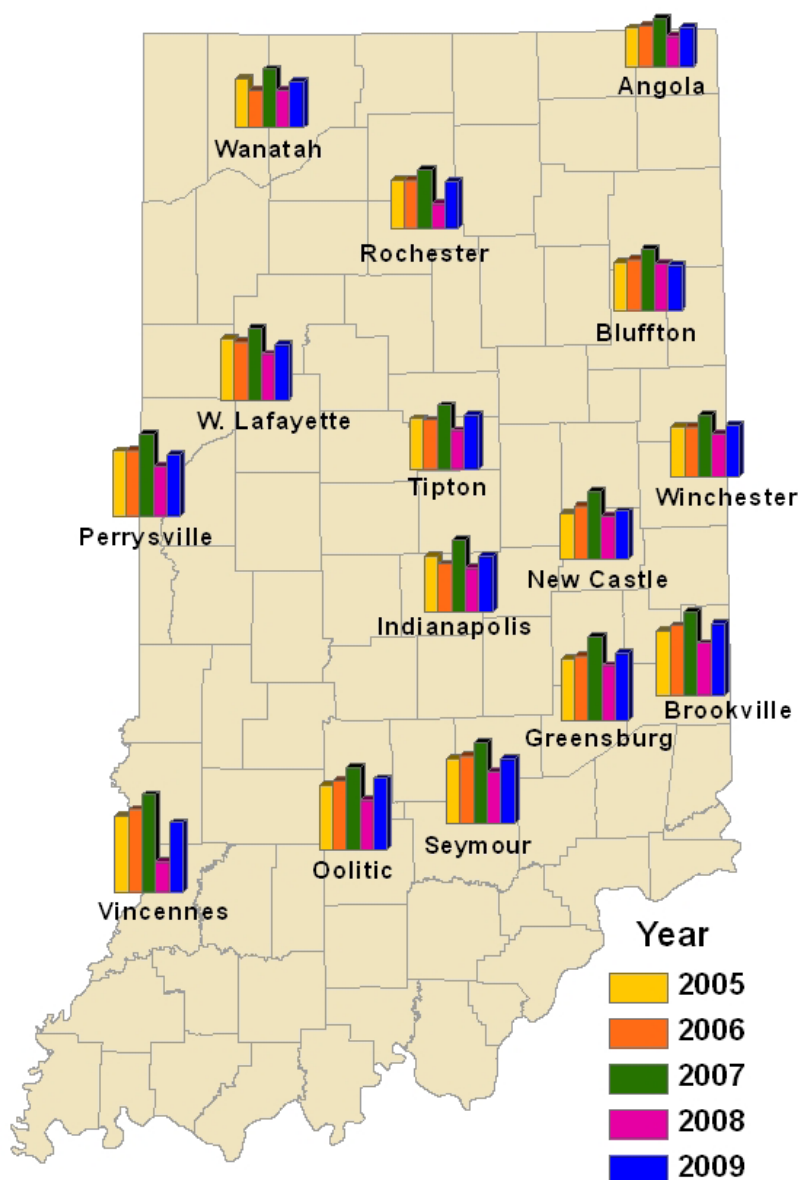 Angola
Wanatah
Rochester
Bluffton
W. Lafayette
Tipton
Winchester
Perrysville
New Castle
Indianapolis
Brookville
Greensburg
Seymour
Oolitic
Vincennes
Year
2005
2006
2007
2008
2009